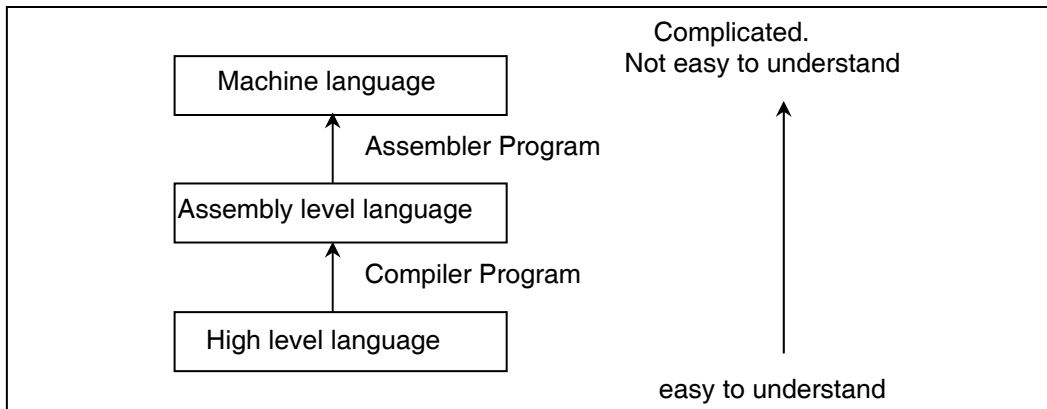 Complicated.
Not easy to understand
Machine language
Assembler Program
Assembly level language
Compiler Program
High level language
easy to understand